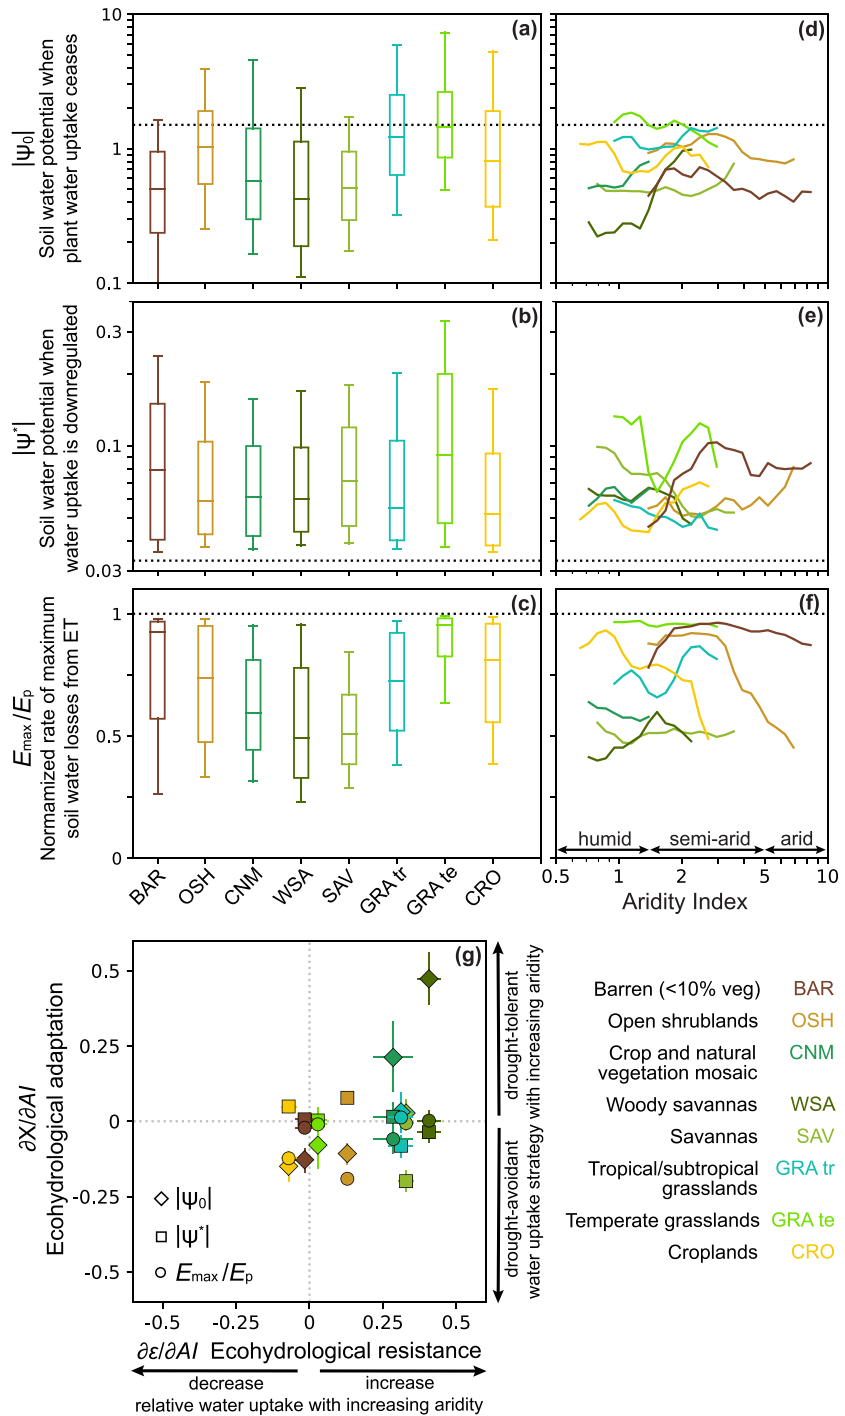 (a)
Soil water potential when
plant water uptake ceases
|Ψ₀|
10
1
0.1
(d)
(b)
Soil water potential when
water uptake is downregulated
|Ψ*|
0.3
0.1
0.03
(e)
(c)
Normamized rate of maximum
soil water losses from ET
Emax/Ep
1
0.5
0
BAR
OSH
CNM
WSA
SAV
GRA tr
GRA te
CRO
(f)
humid
semi-arid
arid
0.5
1
2
5
10
Aridity Index
(g)
∂X/∂AI
Ecohydrological adaptation
0.5
0.25
0
-0.25
-0.5
|Ψ₀|
|Ψ*|
Emax/Ep
-0.5
-0.25
0
0.25
0.5
∂ε/∂AI Ecohydrological resistance
decrease
increase
relative water uptake with increasing aridity
drought-tolerant
drought-avoidant
water uptake strategy with increasing aridity
Barren (<10% veg) BAR
Open shrublands OSH
Crop and natural CNM
vegetation mosaic
Woody savannas WSA
Savannas SAV
Tropical/subtropical GRA tr
grasslands
Temperate grasslands GRA te
Croplands CRO